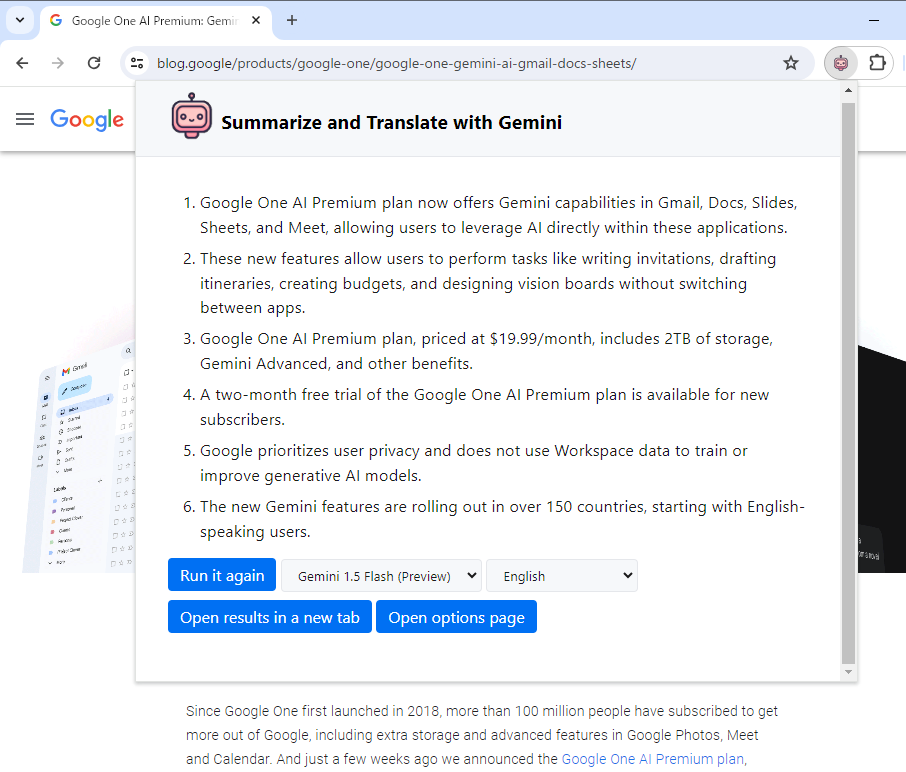 Google One AI Premium: Gemin
blog.google/products/google-one/google-one-gemini-ai-gmail-docs-sheets/
Google
Summarize and Translate with Gemini
1. Google One AI Premium plan now offers Gemini capabilities in Gmail, Docs, Slides,
Sheets, and Meet, allowing users to leverage AI directly within these applications.
2. These new features allow users to perform tasks like writing invitations, drafting
itineraries, creating budgets, and designing vision boards without switching
between apps.
3. Google One AI Premium plan, priced at $19.99/month, includes 2TB of storage,
Gemini Advanced, and other benefits.
4. A two-month free trial of the Google One AI Premium plan is available for new
subscribers.
5. Google prioritizes user privacy and does not use Workspace data to train or
improve generative AI models.
6. The new Gemini features are rolling out in over 150 countries, starting with English-
speaking users.
Run it again
Gemini 1.5 Flash (Preview)
English
Open results in a new tab
Open options page
Gmail
Inbox
Since Google One first launched in 2018, more than 100 million people have subscribed to get
more out of Google, including extra storage and advanced features in Google Photos, Meet
and Calendar. And just a few weeks ago we announced the Google One AI Premium plan,